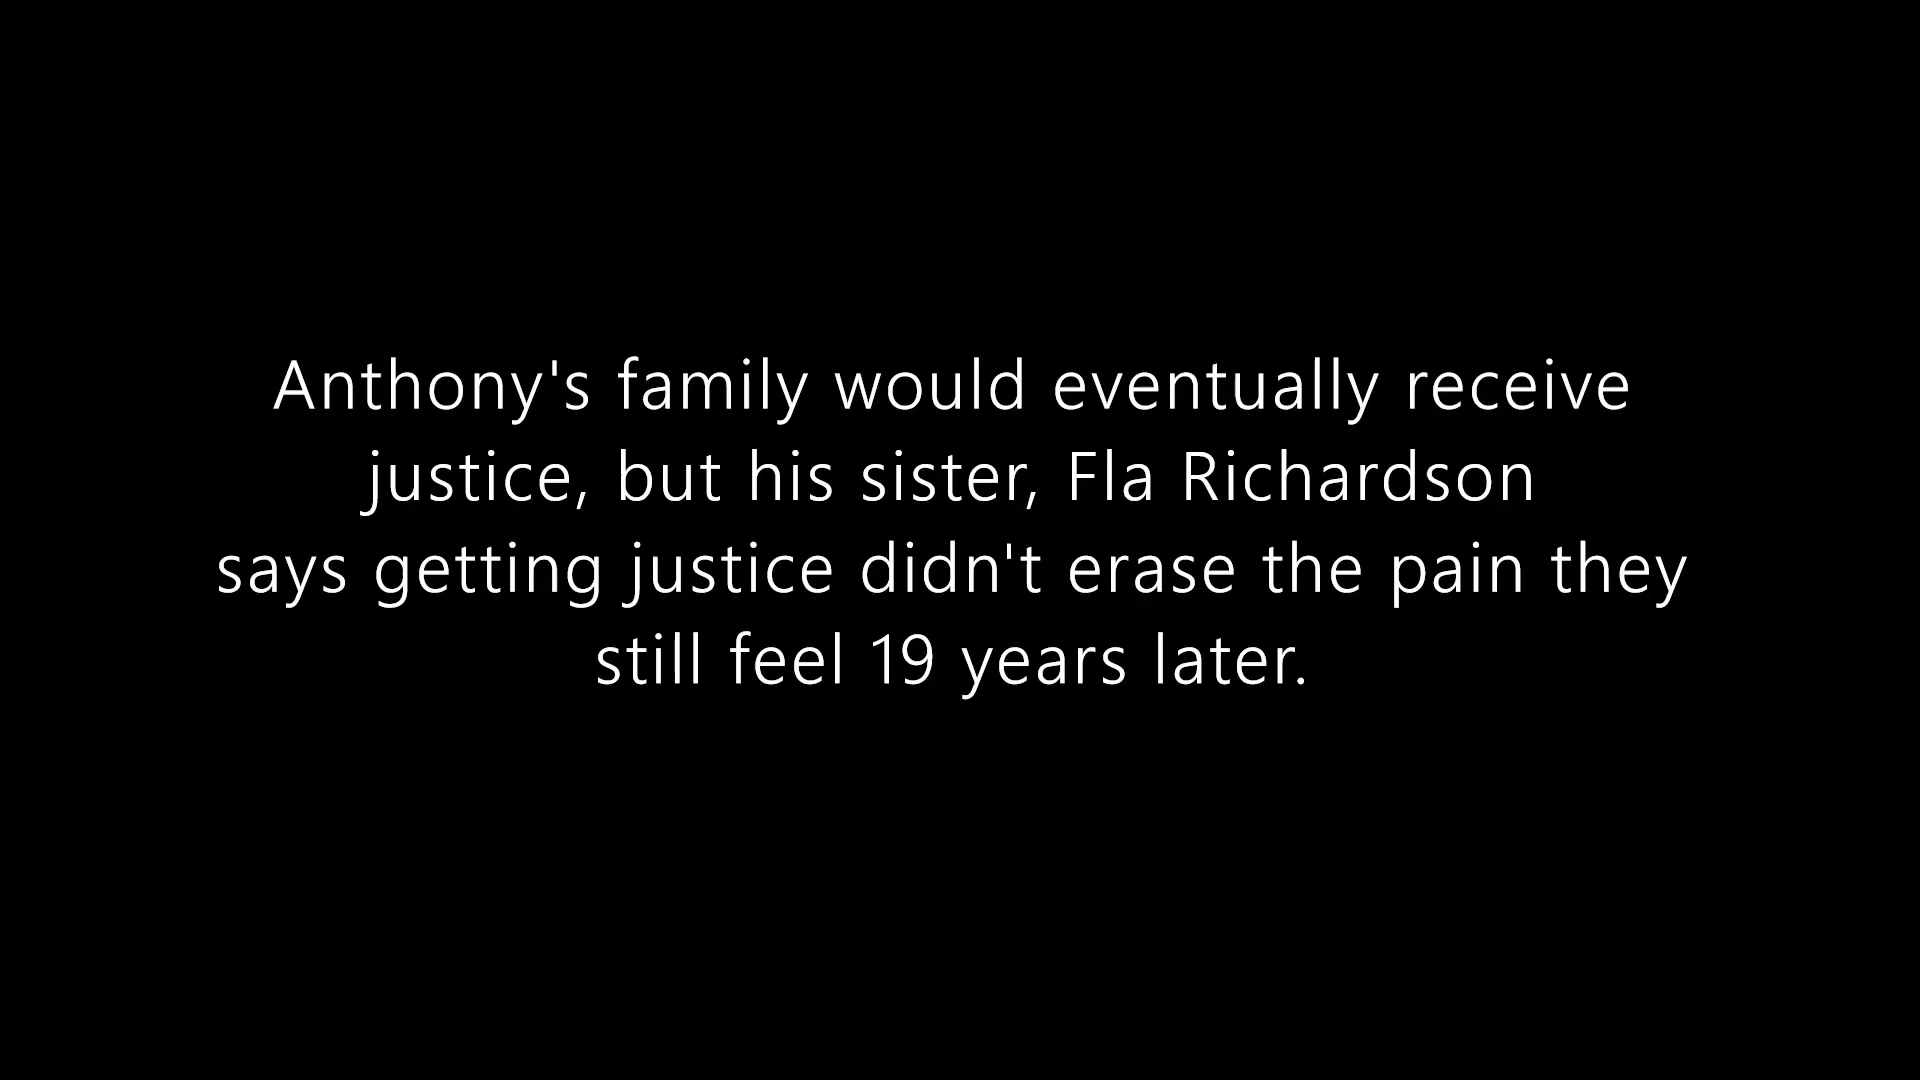 Anthony's family would eventually receive
justice, but his sister, Fla Richardson
says getting justice didn't erase the pain they
still feel 19 years later.